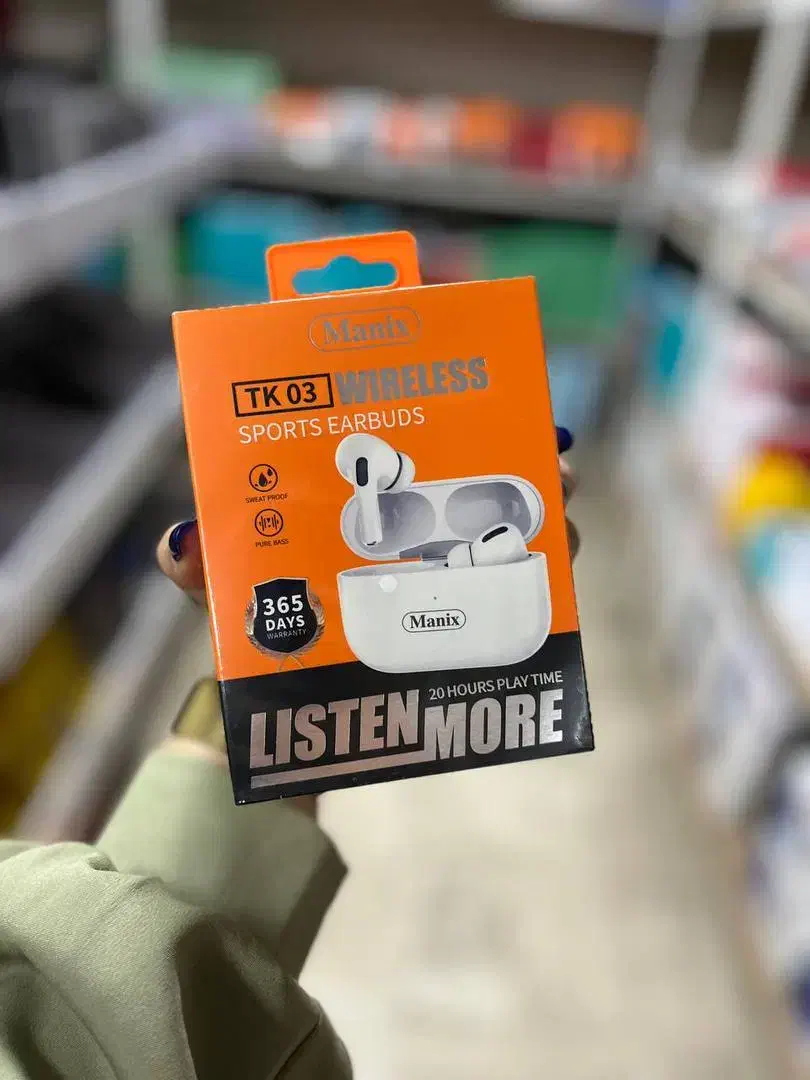 Manix
TK 03 WIRELESS
SPORTS EARBUDS
SWEAT PROOF
PURE BASS
365
DAYS
WARRANTY
Manix
20 HOURS PLAY TIME
LISTEN MORE